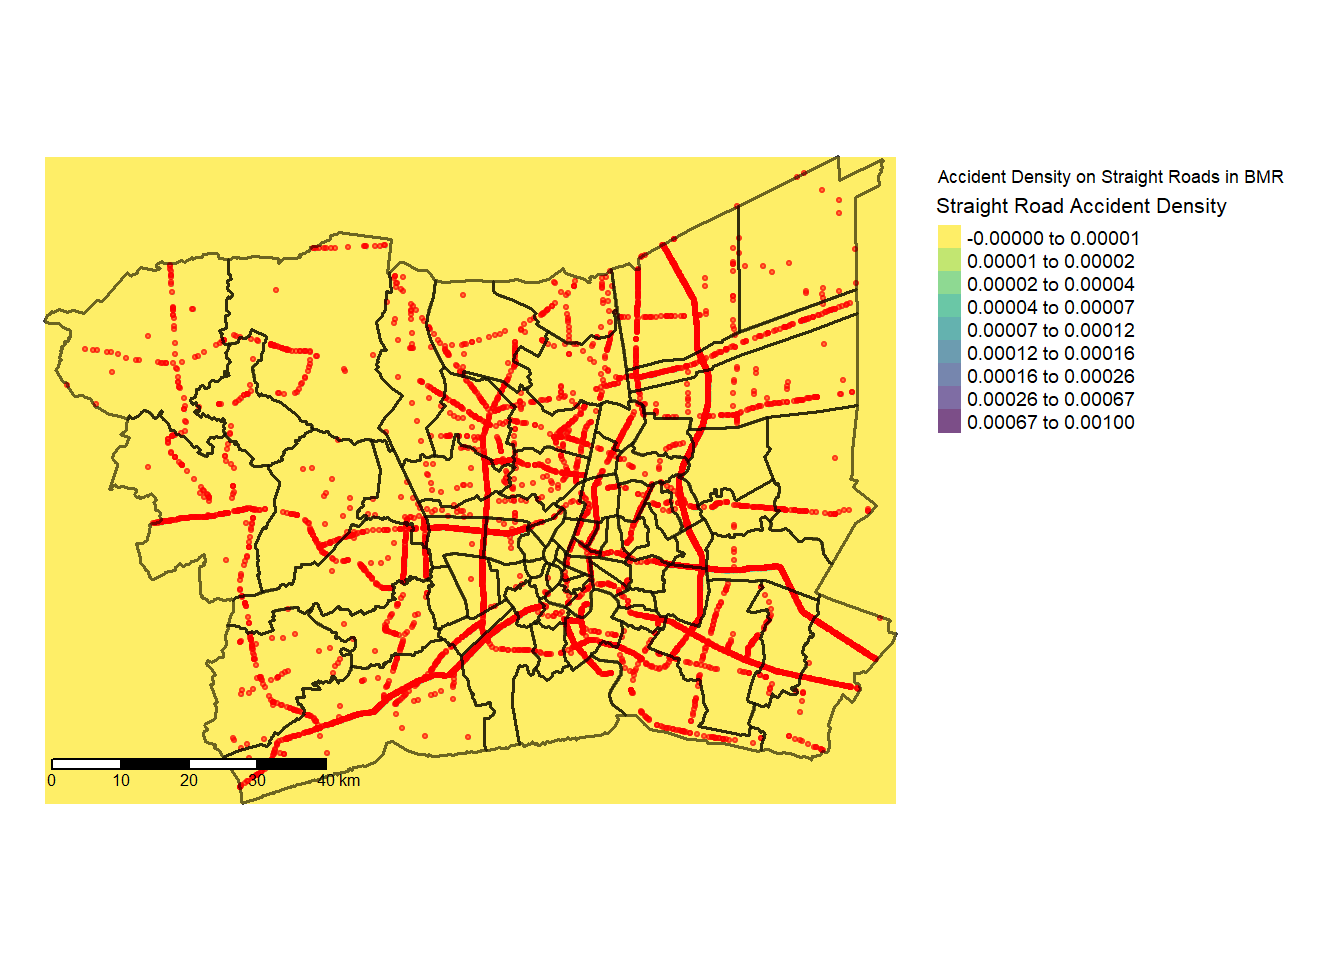 Accident Density on Straight Roads in BMR
Straight Road Accident Density
-0.00000 to 0.00001
0.00001 to 0.00002
0.00002 to 0.00004
0.00004 to 0.00007
0.00007 to 0.00012
0.00012 to 0.00016
0.00016 to 0.00026
0.00026 to 0.00067
0.00067 to 0.00100
0 10 20 30 40 km